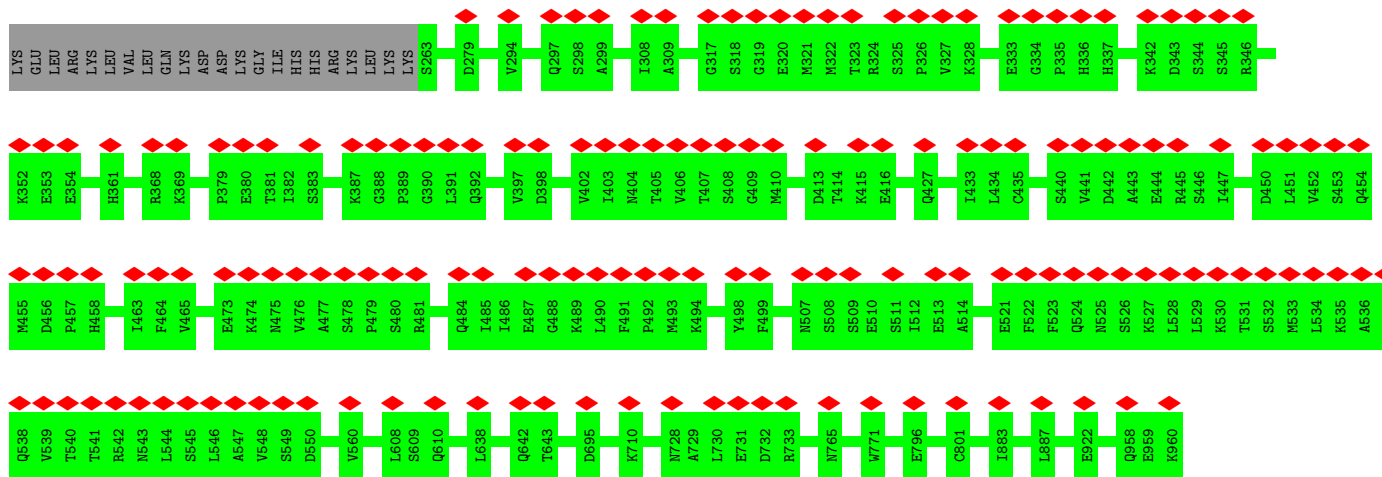 LYS GLU LEU ARG LYS LEU VAL LEU GLN LYS ASP ASP LYS GLY ILE HIS HIS ARG LYS LEU LYS S263 D279 V294 Q297 S298 A299 I308 A309 G317 S318 G319 E320 M321 M322 T323 R324 S325 P326 V327 K328 E333 G334 P335 H336 H337 K342 D343 S344 S345 R346
K352 E353 E354 H361 R368 K369 P379 E380 T381 I382 S383 K387 G388 P389 G390 L391 Q392 V397 D398 V402 I403 N404 T405 V406 T407 S408 G409 M410 D413 T414 K415 E416 Q427 I433 L434 C435 S440 V441 D442 A443 E444 R445 S446 I447 D450 L451 V452 S453 Q454
M455 D456 P457 H458 I463 F464 V465 E473 K474 N475 V476 A477 S478 P479 S480 R481 Q484 I485 I486 E487 G488 K489 L490 F491 P492 M493 K494 Y498 F499 N507 S508 S509 E510 S511 I512 E513 A514 E521 F522 F523 Q524 N525 S526 K527 L528 L529 K530 T531 S532 M533 L534 K535 A536
Q538 V539 T540 T541 R542 N543 L544 S545 L546 A547 V548 S549 D550 V560 L608 S609 Q610 L638 Q642 T643 D695 K710 N728 A729 L730 E731 D732 R733 N765 W771 E796 C801 I883 L887 E922 Q958 E959 K960